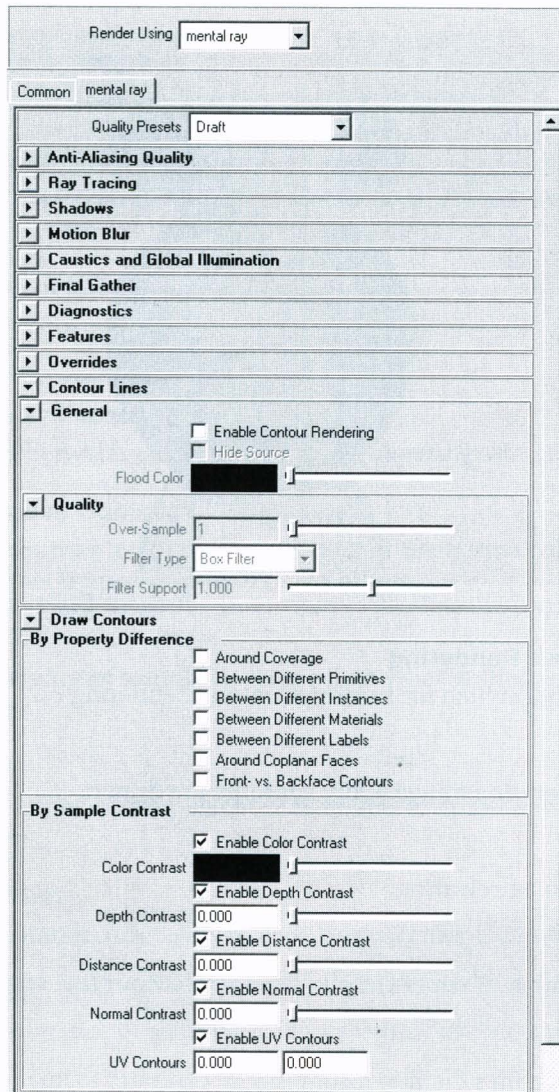 Render Using mental ray
Common mental ray
Quality Presets Draft
Anti-Aliasing Quality
Ray Tracing
Shadows
Motion Blur
Caustics and Global Illumination
Final Gather
Diagnostics
Features
Overrides
Contour Lines
General
Enable Contour Rendering
Hide Source
Flood Color
Quality
Over-Sample 1
Filter Type Box Filter
Filter Support 1.000
Draw Contours
By Property Difference
Around Coverage
Between Different Primitives
Between Different Instances
Between Different Materials
Between Different Labels
Around Coplanar Faces
Front- vs. Backface Contours
By Sample Contrast
Enable Color Contrast
Color Contrast
Enable Depth Contrast
Depth Contrast 0.000
Enable Distance Contrast
Distance Contrast 0.000
Enable Normal Contrast
Normal Contrast 0.000
Enable UV Contours
UV Contours 0.000 0.000